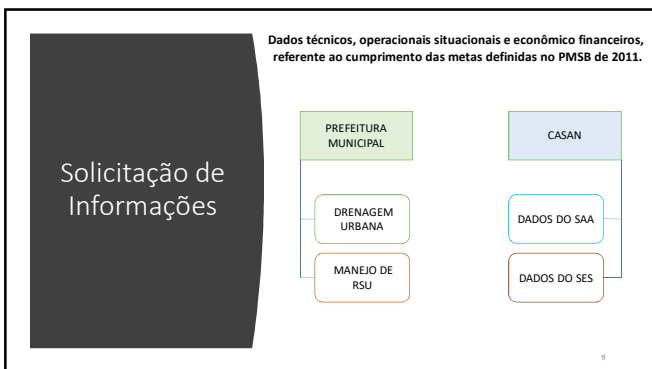 Dados técnicos, operacionais situacionais e econômico financeiros,
referente ao cumprimento das metas definidas no PMSB de 2011.
Solicitação de
Informações
PREFEITURA
MUNICIPAL
DRENAGEM
URBANA
MANEJO DE
RSU
CASAN
DADOS DO SAA
DADOS DO SES
9